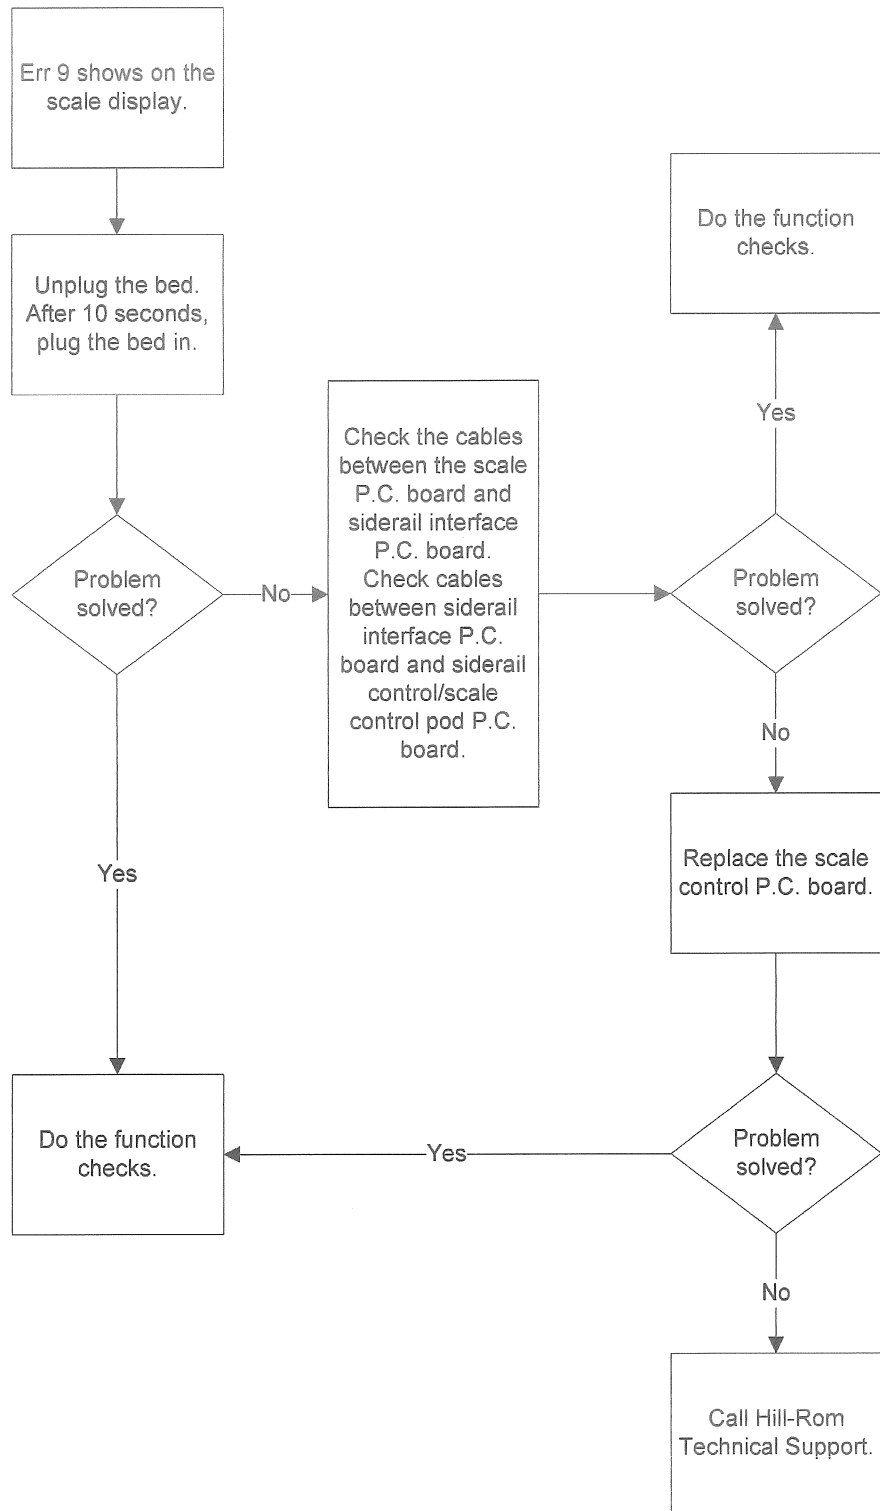 Err 9 shows on the
scale display.
Unplug the bed.
After 10 seconds,
plug the bed in.
Problem
solved?
No
Check the cables
between the scale
P.C. board and
siderail interface
P.C. board.
Check cables
between siderail
interface P.C.
board and siderail
control/scale
control pod P.C.
board.
Problem
solved?
Yes
Do the function
checks.
No
Replace the scale
control P.C. board.
Problem
solved?
Yes
Yes
Do the function
checks.
No
Call Hill-Rom
Technical Support.